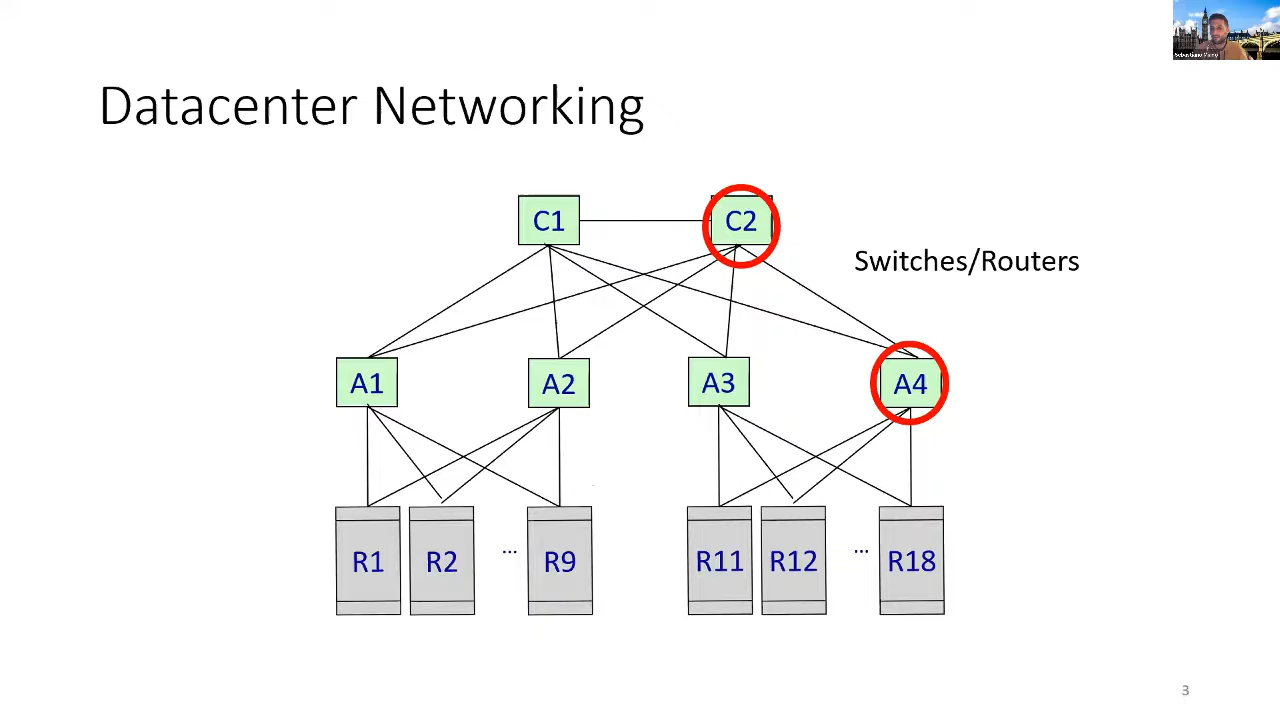 Datacenter Networking
C1
C2
Switches/Routers
A1
A2
A3
A4
R1
R2
...
R9
R11
R12
...
R18
3